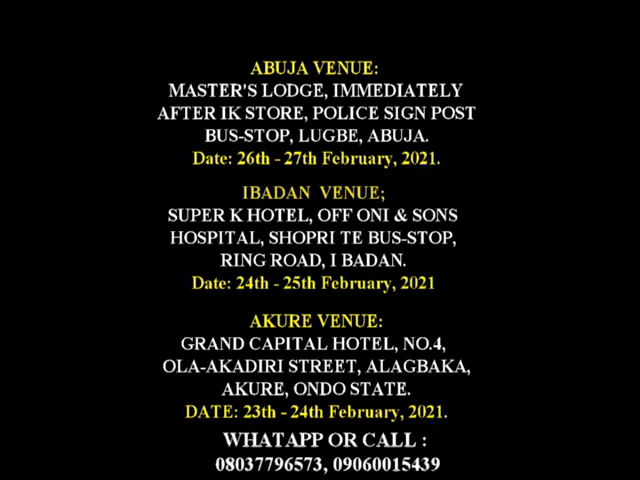 ABUJA VENUE:
MASTER'S LODGE, IMMEDIATELY
AFTER IK STORE, POLICE SIGN POST
BUS-STOP, LUGBE, ABUJA.
Date: 26th - 27th February, 2021.
IBADAN VENUE;
SUPER K HOTEL, OFF ONI & SONS
HOSPITAL, SHOPRI TE BUS-STOP,
RING ROAD, I BADAN.
Date: 24th - 25th February, 2021
AKURE VENUE:
GRAND CAPITAL HOTEL, NO.4,
OLA-AKADIRI STREET, ALAGBAKA,
AKURE, ONDO STATE.
DATE: 23th - 24th February, 2021.
WHATAPP OR CALL :
08037796573, 09060015439